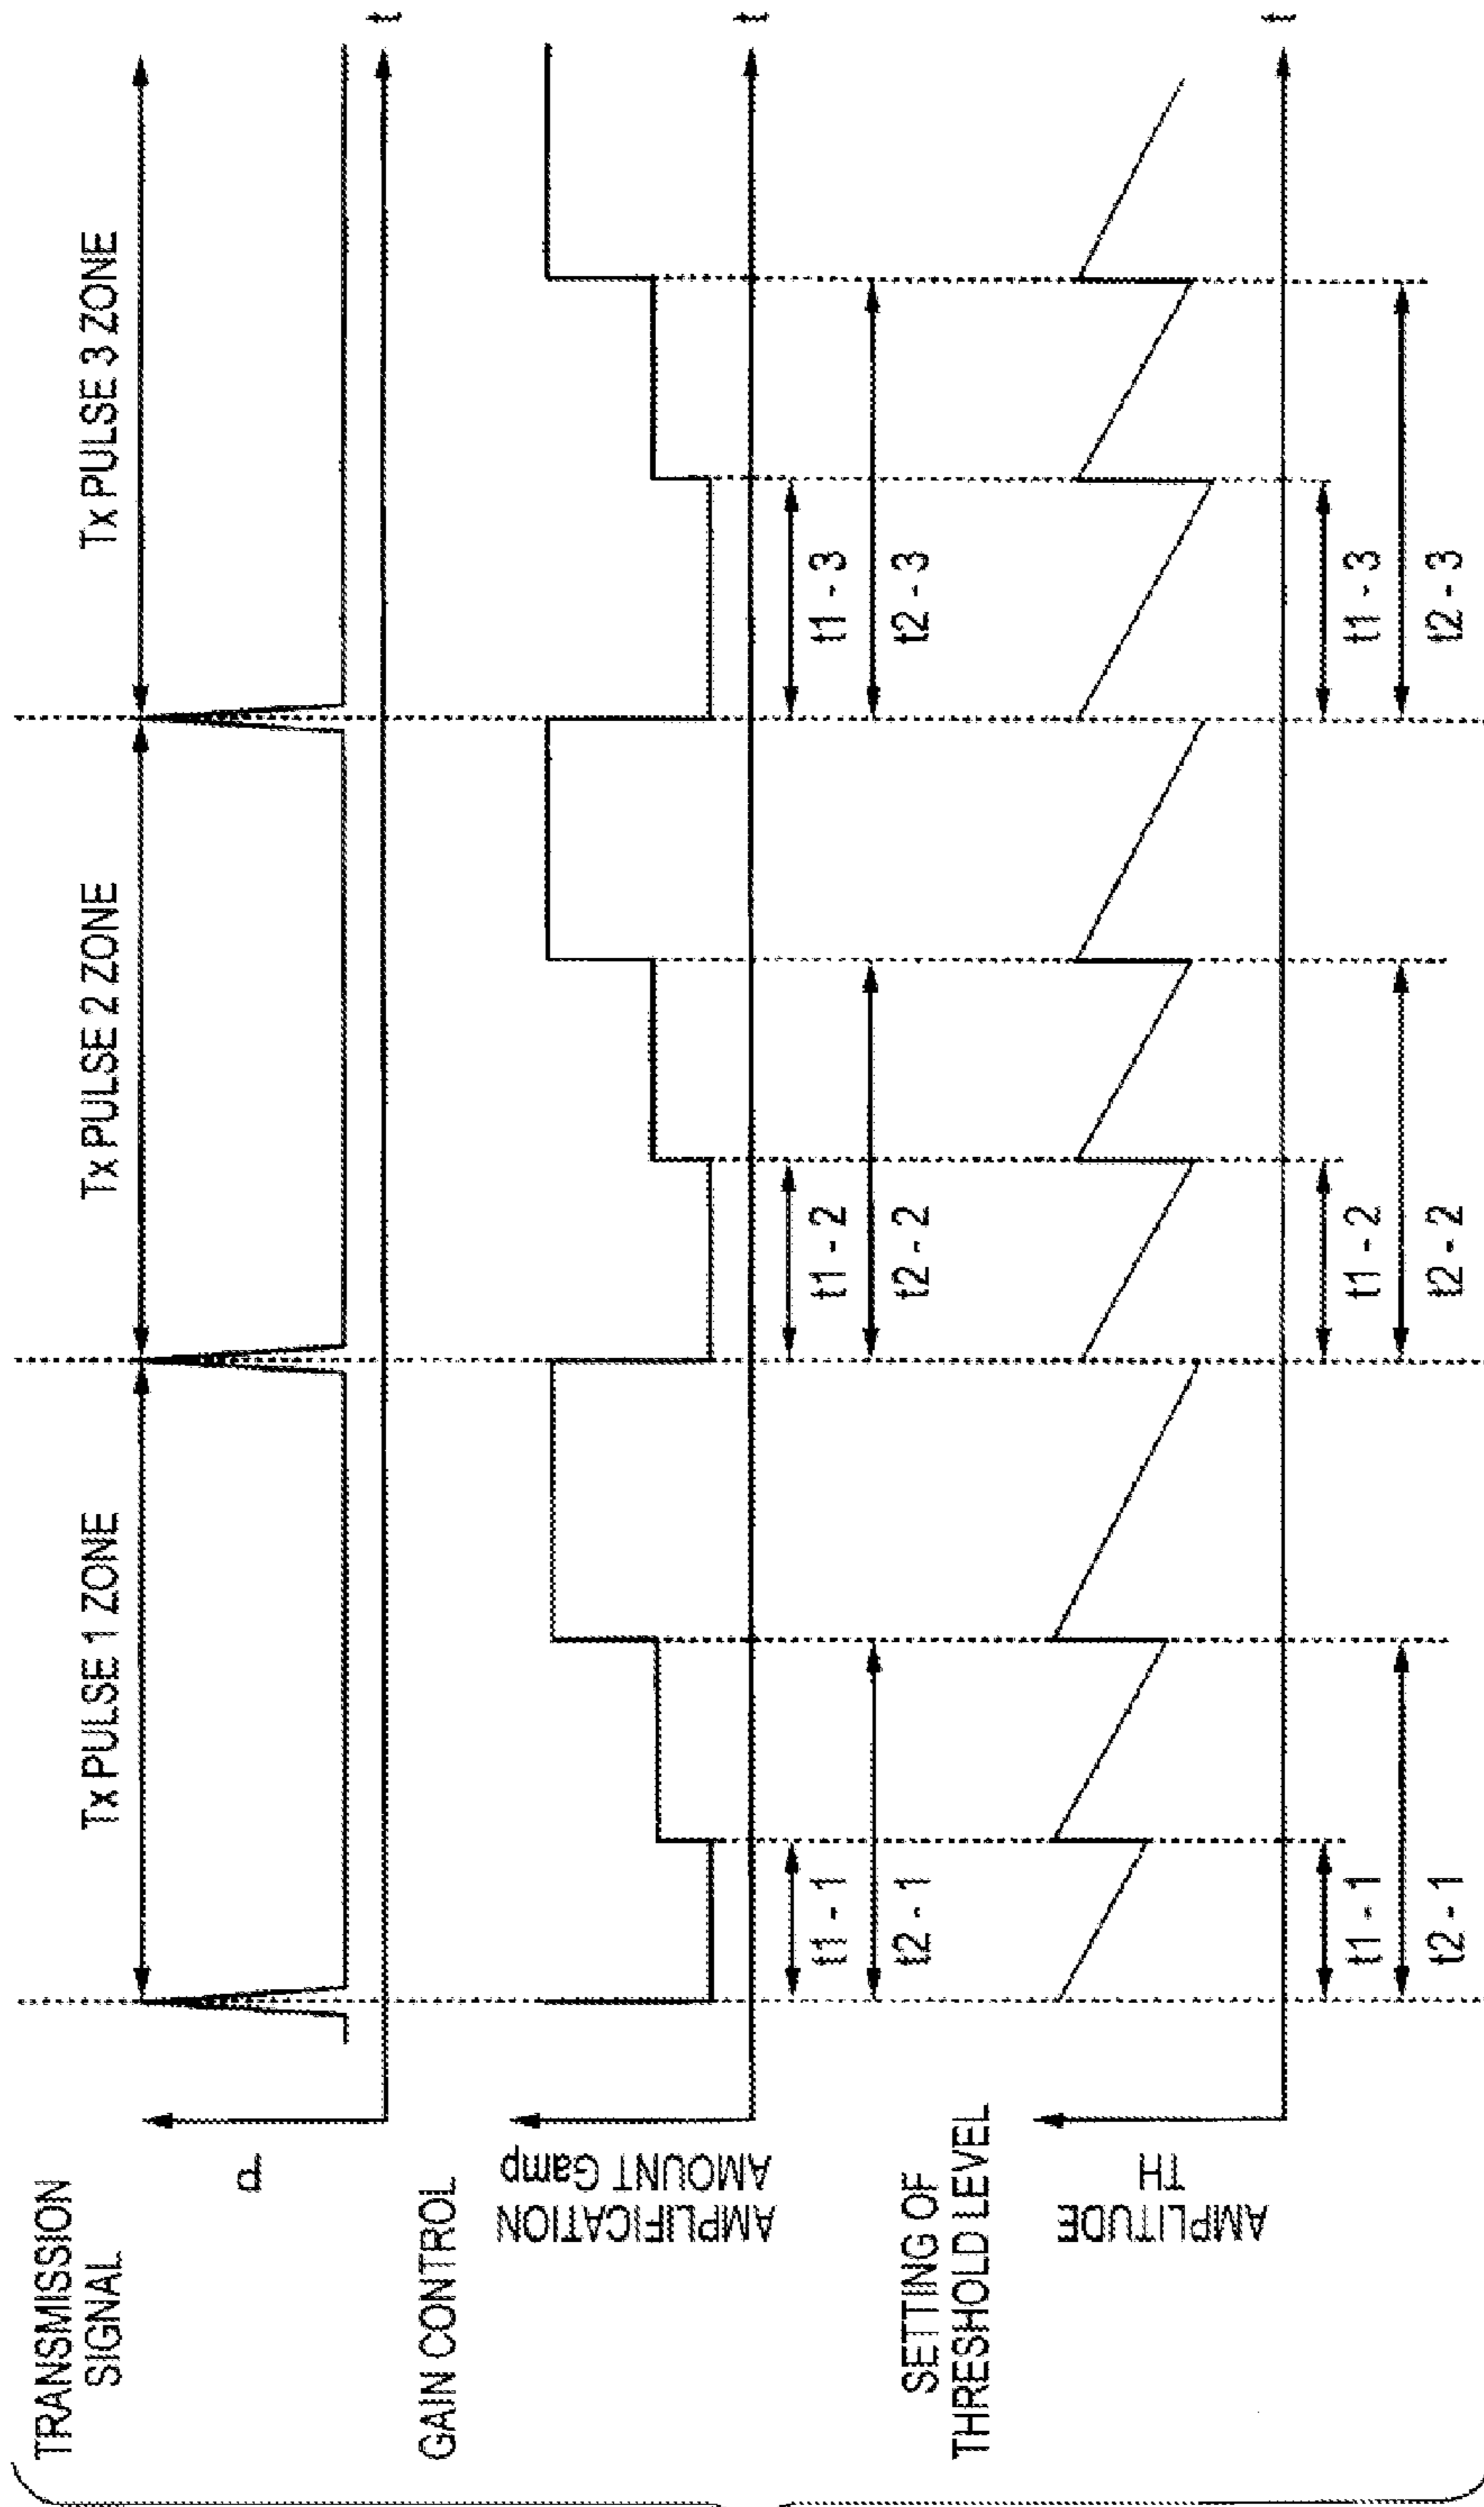 TRANSMISSION
SIGNAL
P
Tx PULSE 1 ZONE
Tx PULSE 2 ZONE
Tx PULSE 3 ZONE
t
GAIN CONTROL
AMPLIFICATION
AMOUNT Gamp
t
t1 - 1
t1 - 2
t1 - 3
t2 - 1
t2 - 2
t2 - 3
SETTING OF
THRESHOLD LEVEL
AMPLITUDE
TH
t
t1 - 1
t1 - 2
t1 - 3
t2 - 1
t2 - 2
t2 - 3